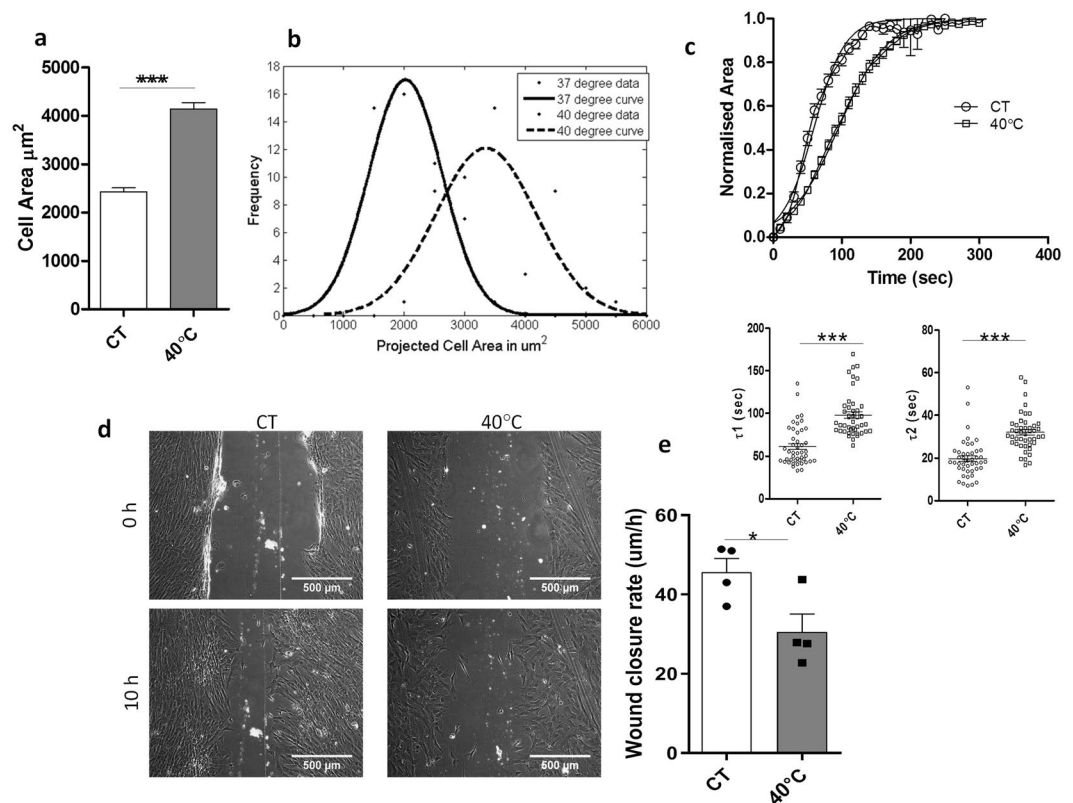 a
***
Cell Area µm²
5000
4000
3000
2000
1000
0
CT
40°C
b
18
16
14
12
10
8
6
4
2
0
Frequency
37 degree data
37 degree curve
40 degree data
40 degree curve
0 1000 2000 3000 4000 5000 6000
Projected Cell Area in um²
c
1.0
0.8
0.6
0.4
0.2
0.0
Normalised Area
CT
40°C
0 100 200 300 400
Time (sec)
200
150
100
50
0
τ1 (sec)
***
CT
40°C
80
60
40
20
0
τ2 (sec)
***
CT
40°C
d
CT
40°C
0 h
500 µm
500 µm
10 h
500 µm
500 µm
e
60
40
20
0
Wound closure rate (um/h)
*
CT
40°C